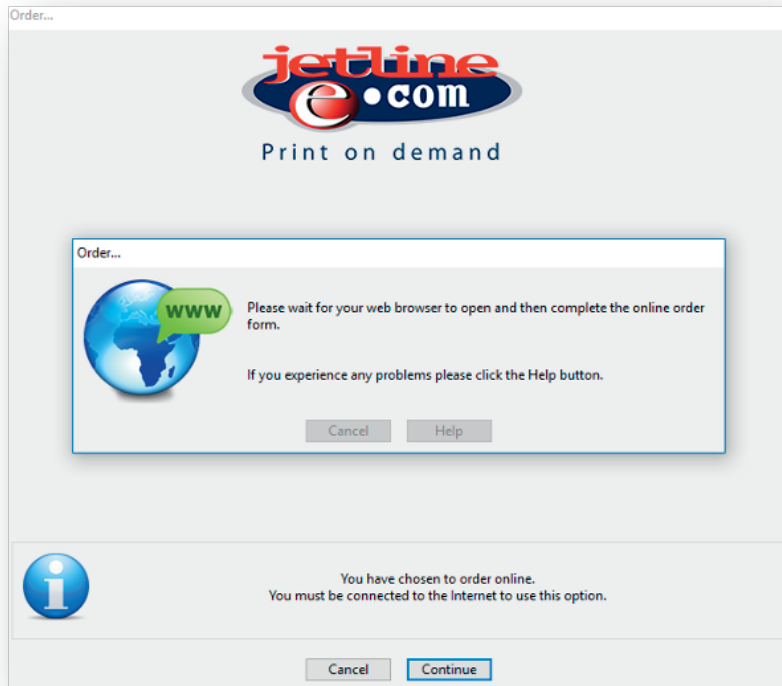 Order...
jetline
e•com
Print on demand
Order...
www
Please wait for your web browser to open and then complete the online order
form.
If you experience any problems please click the Help button.
Cancel Help
You have chosen to order online.
You must be connected to the Internet to use this option.
Cancel Continue